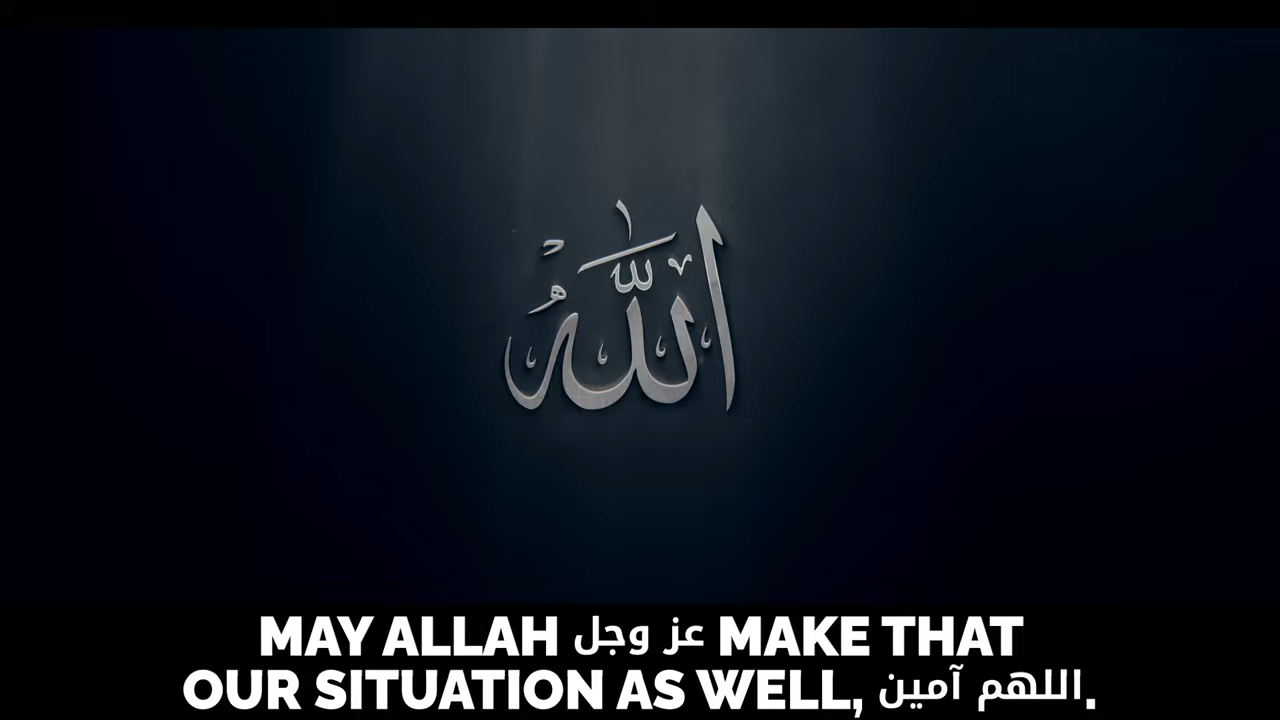 الله
MAY ALLAH عز وجل MAKE THAT
OUR SITUATION AS WELL, اللهم آمين.